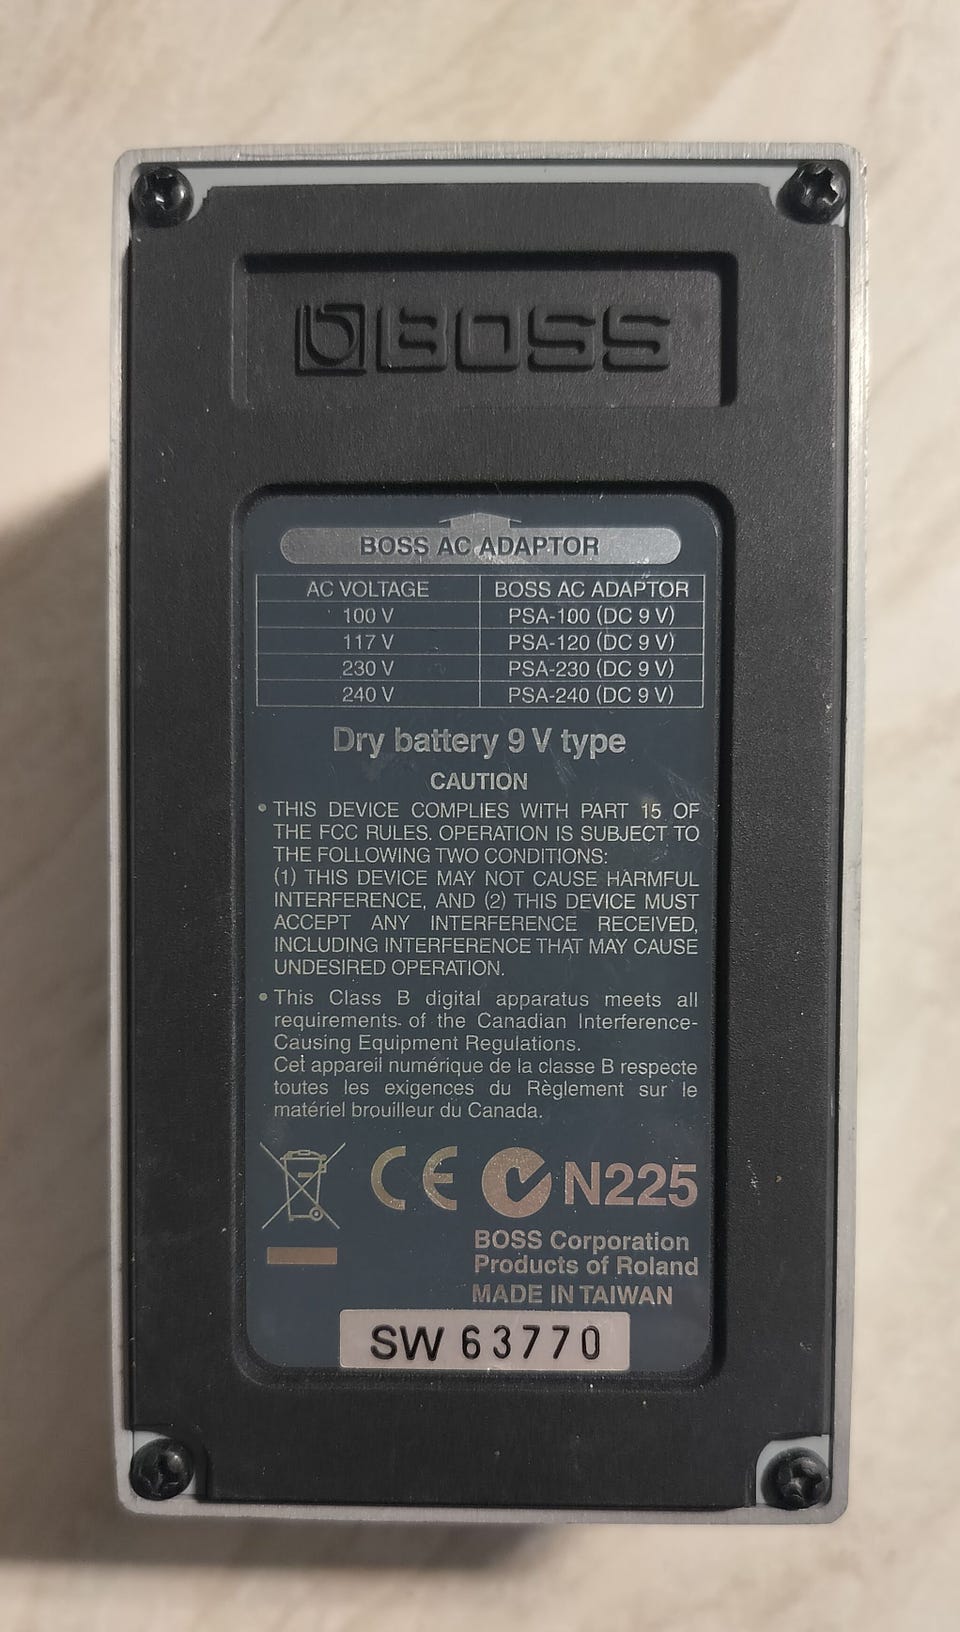 BOSS
BOSS AC ADAPTOR
AC VOLTAGE BOSS AC ADAPTOR
100 V PSA-100 (DC 9 V)
117 V PSA-120 (DC 9 V)
230 V PSA-230 (DC 9 V)
240 V PSA-240 (DC 9 V)
Dry battery 9 V type
CAUTION
• THIS DEVICE COMPLIES WITH PART 15 OF
THE FCC RULES. OPERATION IS SUBJECT TO
THE FOLLOWING TWO CONDITIONS:
(1) THIS DEVICE MAY NOT CAUSE HARMFUL
INTERFERENCE, AND (2) THIS DEVICE MUST
ACCEPT ANY INTERFERENCE RECEIVED,
INCLUDING INTERFERENCE THAT MAY CAUSE
UNDESIRED OPERATION.
• This Class B digital apparatus meets all
requirements of the Canadian Interference-
Causing Equipment Regulations.
Cet appareil numérique de la classe B respecte
toutes les exigences du Règlement sur le
matériel brouilleur du Canada.
CE N225
BOSS Corporation
Products of Roland
MADE IN TAIWAN
SW 63770